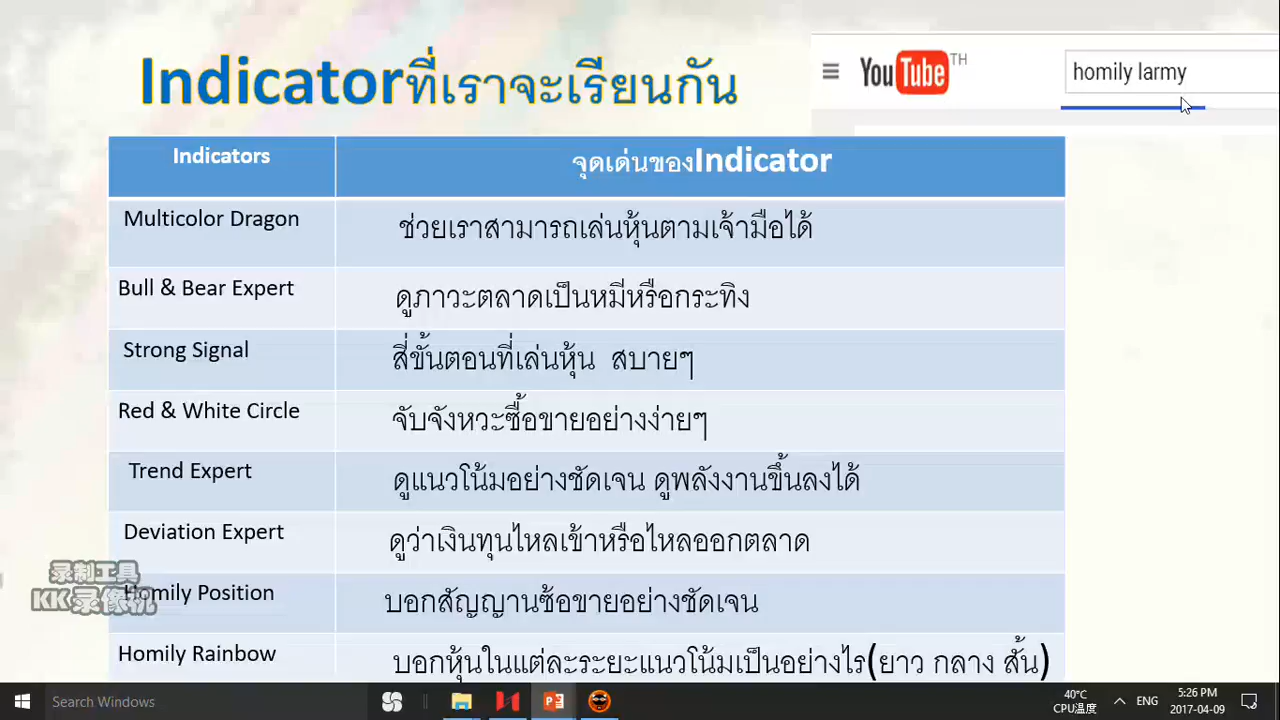 Indicatorที่เราจะเรียนกัน
YouTube TH
homily larmy
Indicators
จุดเด่นของIndicator
Multicolor Dragon
ช่วยเราสามารถเล่นหุ้นตามเจ้ามือได้
Bull & Bear Expert
ดูภาวะตลาดเป็นหมีหรือกระทิง
Strong Signal
สี่ขั้นตอนที่เล่นหุ้น สบายๆ
Red & White Circle
จับจังหวะซื้อขายอย่างง่ายๆ
Trend Expert
ดูแนวโน้มอย่างชัดเจน ดูพลังงานขึ้นลงได้
Deviation Expert
ดูว่าเงินทุนไหลเข้าหรือไหลออกตลาด
录制工具
KK录像机
Homily Position
บอกสัญญานซ้อขายอย่างชัดเจน
Homily Rainbow
บอกหุ้นในแต่ละระยะแนวโน้มเป็นอย่างไร(ยาว กลาง สั้น)
Search Windows
40°C
CPU温度
ENG
5:26 PM
2017-04-09